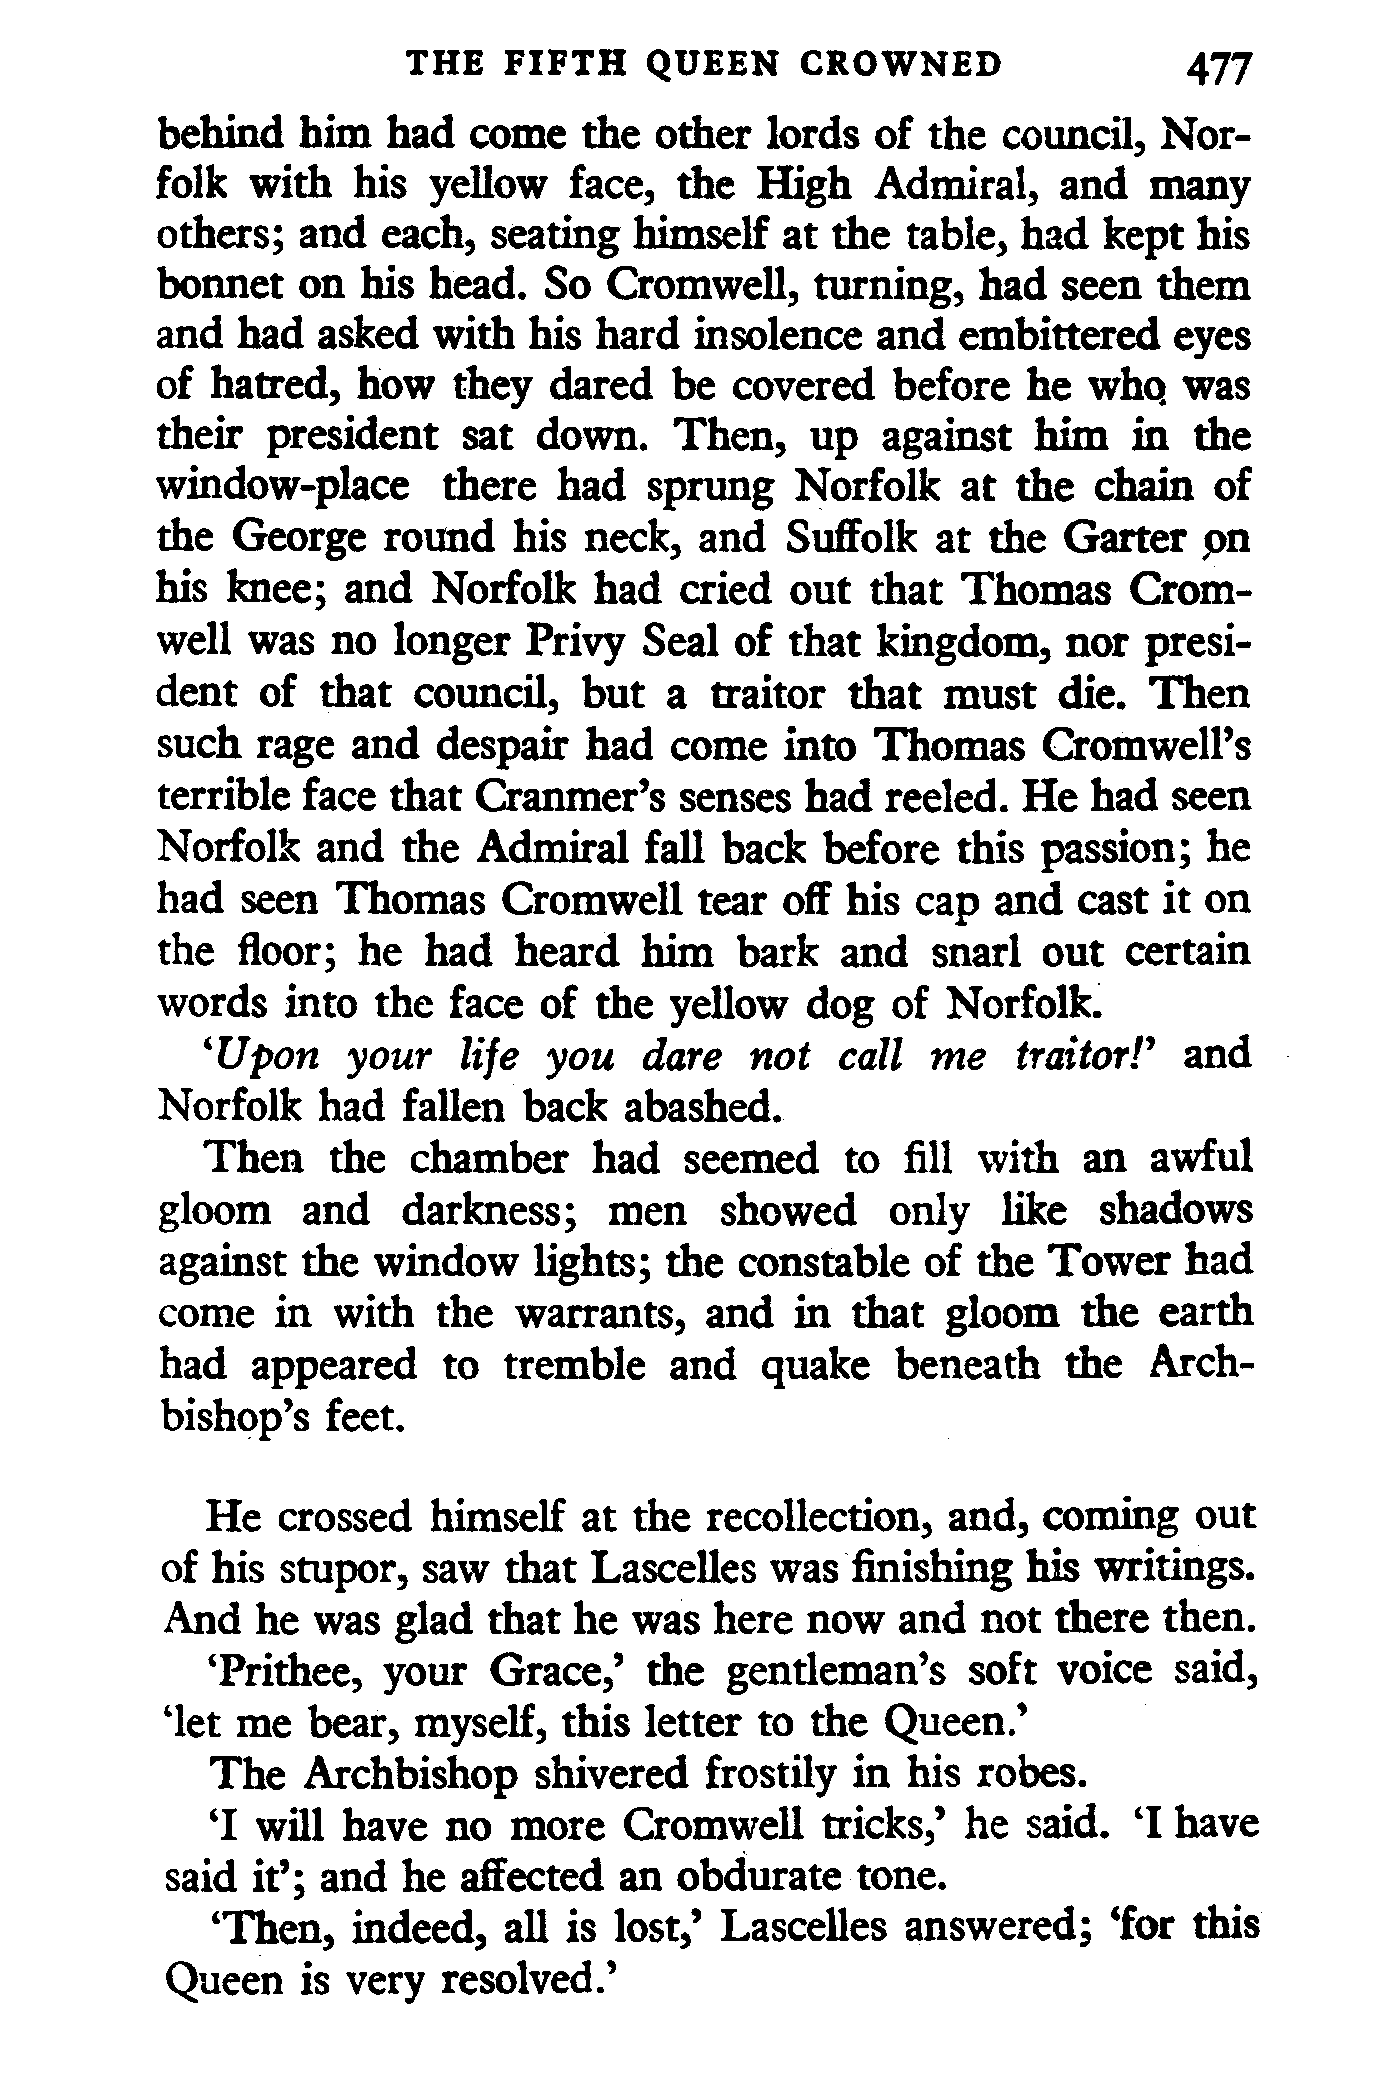 THE FIFTH QUEEN CROWNED 477
behind him had come the other lords of the council, Nor-
folk with his yellow face, the High Admiral, and many
others; and each, seating himself at the table, had kept his
bonnet on his head. So Cromwell, turning, had seen them
and had asked with his hard insolence and embittered eyes
of hatred, how they dared be covered before he who was
their president sat down. Then, up against him in the
window-place there had sprung Norfolk at the chain of
the George round his neck, and Suffolk at the Garter on
his knee; and Norfolk had cried out that Thomas Crom-
well was no longer Privy Seal of that kingdom, nor presi-
dent of that council, but a traitor that must die. Then
such rage and despair had come into Thomas Cromwell's
terrible face that Cranmer's senses had reeled. He had seen
Norfolk and the Admiral fall back before this passion; he
had seen Thomas Cromwell tear off his cap and cast it on
the floor; he had heard him bark and snarl out certain
words into the face of the yellow dog of Norfolk.
‘Upon your life you dare not call me traitor!’ and
Norfolk had fallen back abashed.
Then the chamber had seemed to fill with an awful
gloom and darkness; men showed only like shadows
against the window lights; the constable of the Tower had
come in with the warrants, and in that gloom the earth
had appeared to tremble and quake beneath the Arch-
bishop's feet.
He crossed himself at the recollection, and, coming out
of his stupor, saw that Lascelles was finishing his writings.
And he was glad that he was here now and not there then.
‘Prithee, your Grace,’ the gentleman's soft voice said,
‘let me bear, myself, this letter to the Queen.’
The Archbishop shivered frostily in his robes.
‘I will have no more Cromwell tricks,’ he said. ‘I have
said it’; and he affected an obdurate tone.
‘Then, indeed, all is lost,’ Lascelles answered; ‘for this
Queen is very resolved.’